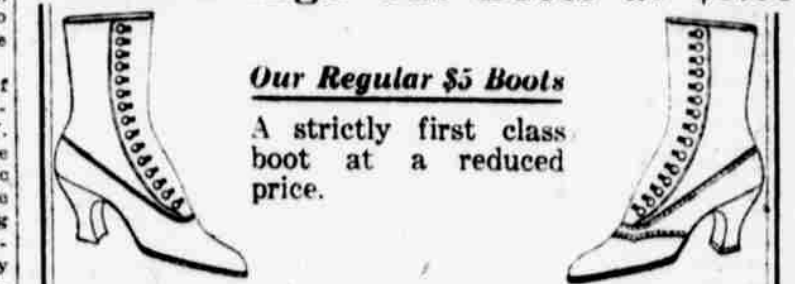 Our Regular $5 Boots
A strictly first class
boot at a reduced
price.